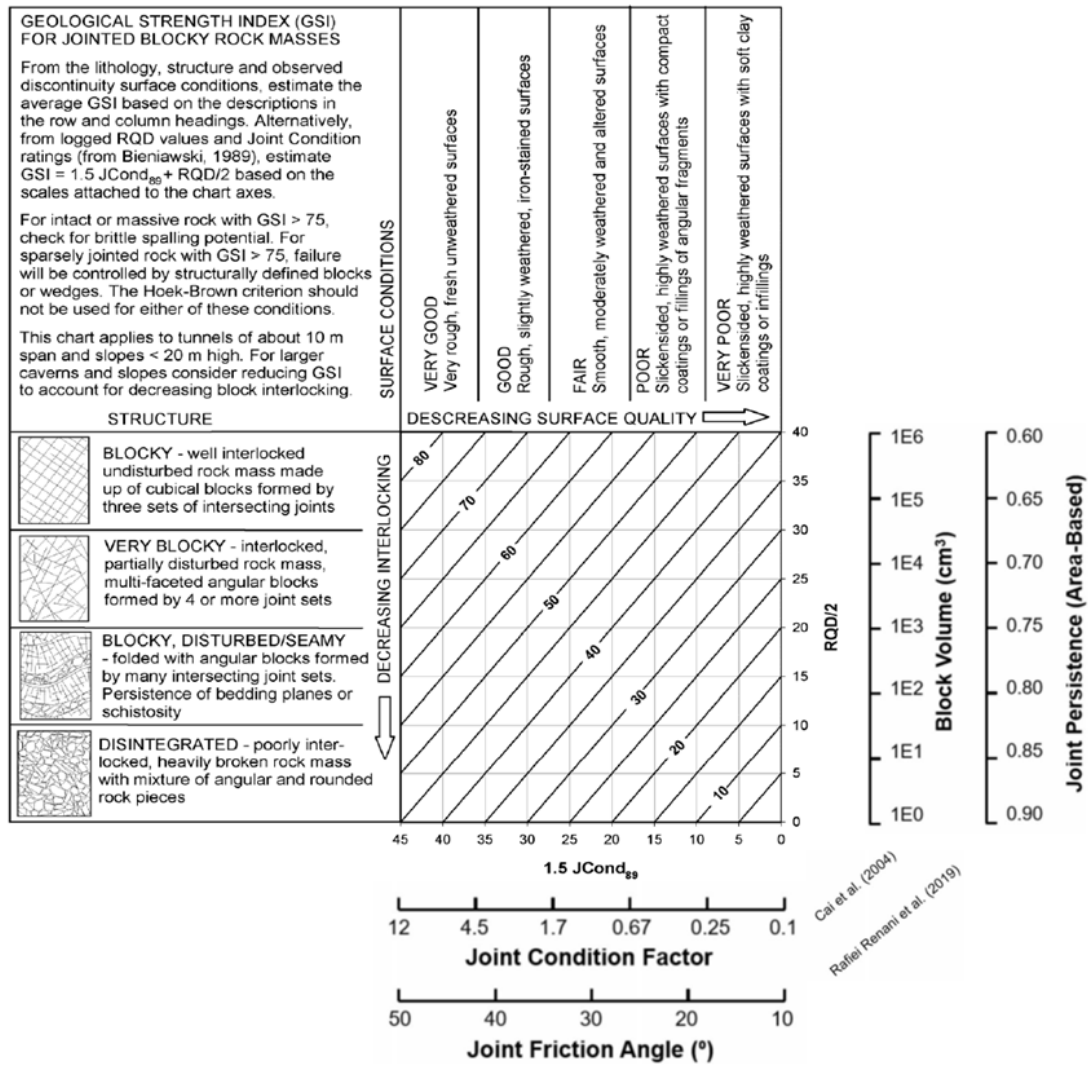 GEOLOGICAL STRENGTH INDEX (GSI)
FOR JOINTED BLOCKY ROCK MASSES
From the lithology, structure and observed
discontinuity surface conditions, estimate the
average GSI based on the descriptions in
the row and column headings. Alternatively,
from logged RQD values and Joint Condition
ratings (from Bieniawski, 1989), estimate
GSI = 1.5 JCond89 + RQD/2 based on the
scales attached to the chart axes.
For intact or massive rock with GSI > 75,
check for brittle spalling potential. For
sparsely jointed rock with GSI > 75, failure
will be controlled by structurally defined blocks
or wedges. The Hoek-Brown criterion should
not be used for either of these conditions.
This chart applies to tunnels of about 10 m
span and slopes < 20 m high. For larger
caverns and slopes consider reducing GSI
to account for decreasing block interlocking.
SURFACE CONDITIONS
VERY GOOD
Very rough, fresh unweathered surfaces
GOOD
Rough, slightly weathered, iron-stained surfaces
FAIR
Smooth, moderately weathered and altered surfaces
POOR
Slickensided, highly weathered surfaces with compact
coatings or fillings of angular fragments
VERY POOR
Slickensided, highly weathered surfaces with soft clay
coatings or infillings
STRUCTURE
DESCREASING SURFACE QUALITY
BLOCKY - well interlocked
undisturbed rock mass made
up of cubical blocks formed by
three sets of intersecting joints
VERY BLOCKY - interlocked,
partially disturbed rock mass,
multi-faceted angular blocks
formed by 4 or more joint sets
BLOCKY, DISTURBED/SEAMY
- folded with angular blocks formed
by many intersecting joint sets.
Persistence of bedding planes or
schistosity
DISINTEGRATED - poorly inter-
locked, heavily broken rock mass
with mixture of angular and rounded
rock pieces
DECREASING INTERLOCKING
80
70
60
50
40
30
20
10
40
35
30
25
20
15
10
5
0
RQD/2
1E6
1E5
1E4
1E3
1E2
1E1
1E0
Block Volume (cm³)
0.60
0.65
0.70
0.75
0.80
0.85
0.90
Joint Persistence (Area-Based)
45 40 35 30 25 20 15 10 5 0
1.5 JCond89
Cai et al. (2004)
Rafiei Renani et al. (2019)
12 4.5 1.7 0.67 0.25 0.1
Joint Condition Factor
50 40 30 20 10
Joint Friction Angle (º)